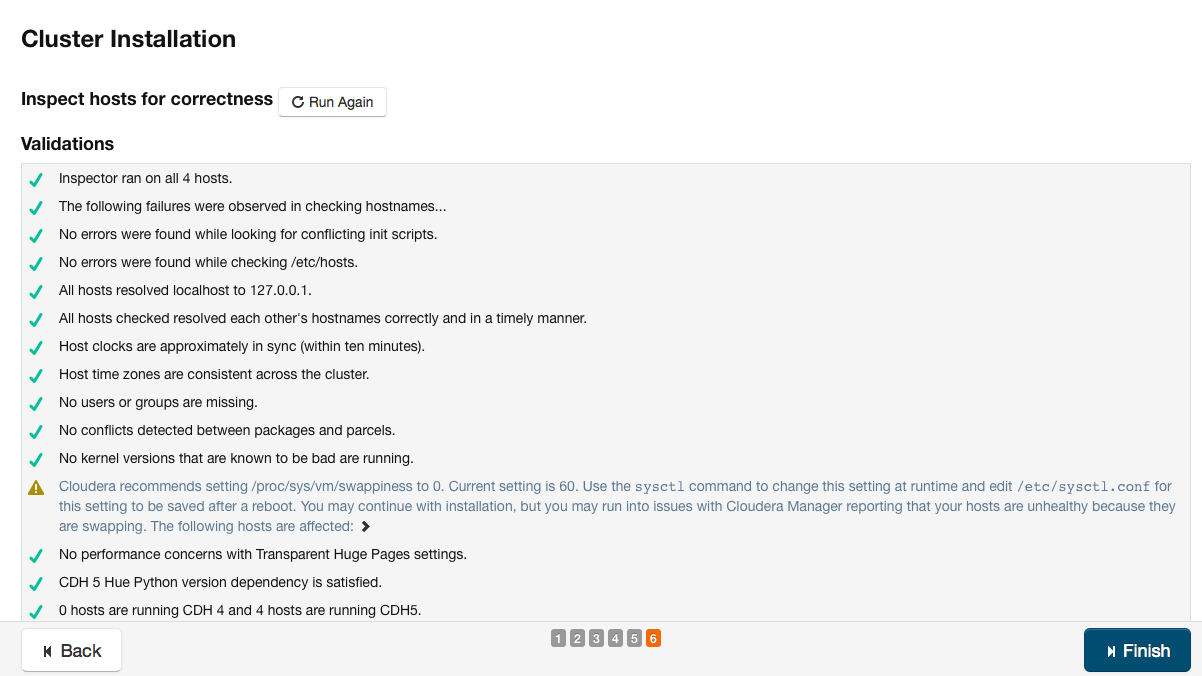 Cluster Installation
Inspect hosts for correctness Run Again
Validations
Inspector ran on all 4 hosts.
The following failures were observed in checking hostnames...
No errors were found while looking for conflicting init scripts.
No errors were found while checking /etc/hosts.
All hosts resolved localhost to 127.0.0.1.
All hosts checked resolved each other's hostnames correctly and in a timely manner.
Host clocks are approximately in sync (within ten minutes).
Host time zones are consistent across the cluster.
No users or groups are missing.
No conflicts detected between packages and parcels.
No kernel versions that are known to be bad are running.
Cloudera recommends setting /proc/sys/vm/swappiness to 0. Current setting is 60. Use the sysctl command to change this setting at runtime and edit /etc/sysctl.conf for
this setting to be saved after a reboot. You may continue with installation, but you may run into issues with Cloudera Manager reporting that your hosts are unhealthy because they
are swapping. The following hosts are affected:
No performance concerns with Transparent Huge Pages settings.
CDH 5 Hue Python version dependency is satisfied.
0 hosts are running CDH 4 and 4 hosts are running CDH5.
Back 1 2 3 4 5 6 Finish